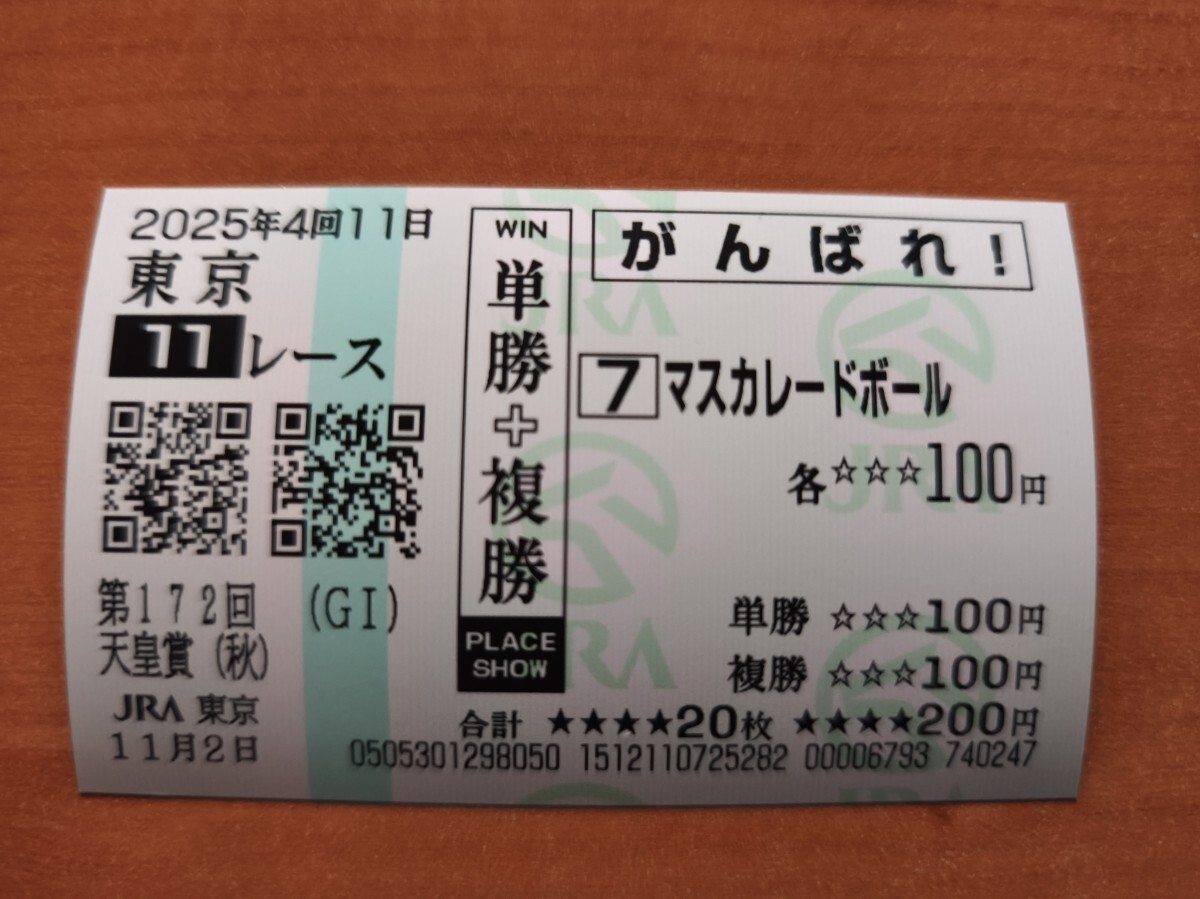 2025年4回11日
東京
11レース
第172回 (GI)
天皇賞(秋)
JRA 東京
11月2日
WIN
単勝+複勝
PLACE
SHOW
がんばれ!
7 マスカレードボール
各☆☆☆100円
単勝 ☆☆☆100円
複勝 ☆☆☆100円
合計 ★★★★20枚 ★★★★200円
0505301298050 1512110725282 00006793 740247
JRA
JRA
JRA
JRA